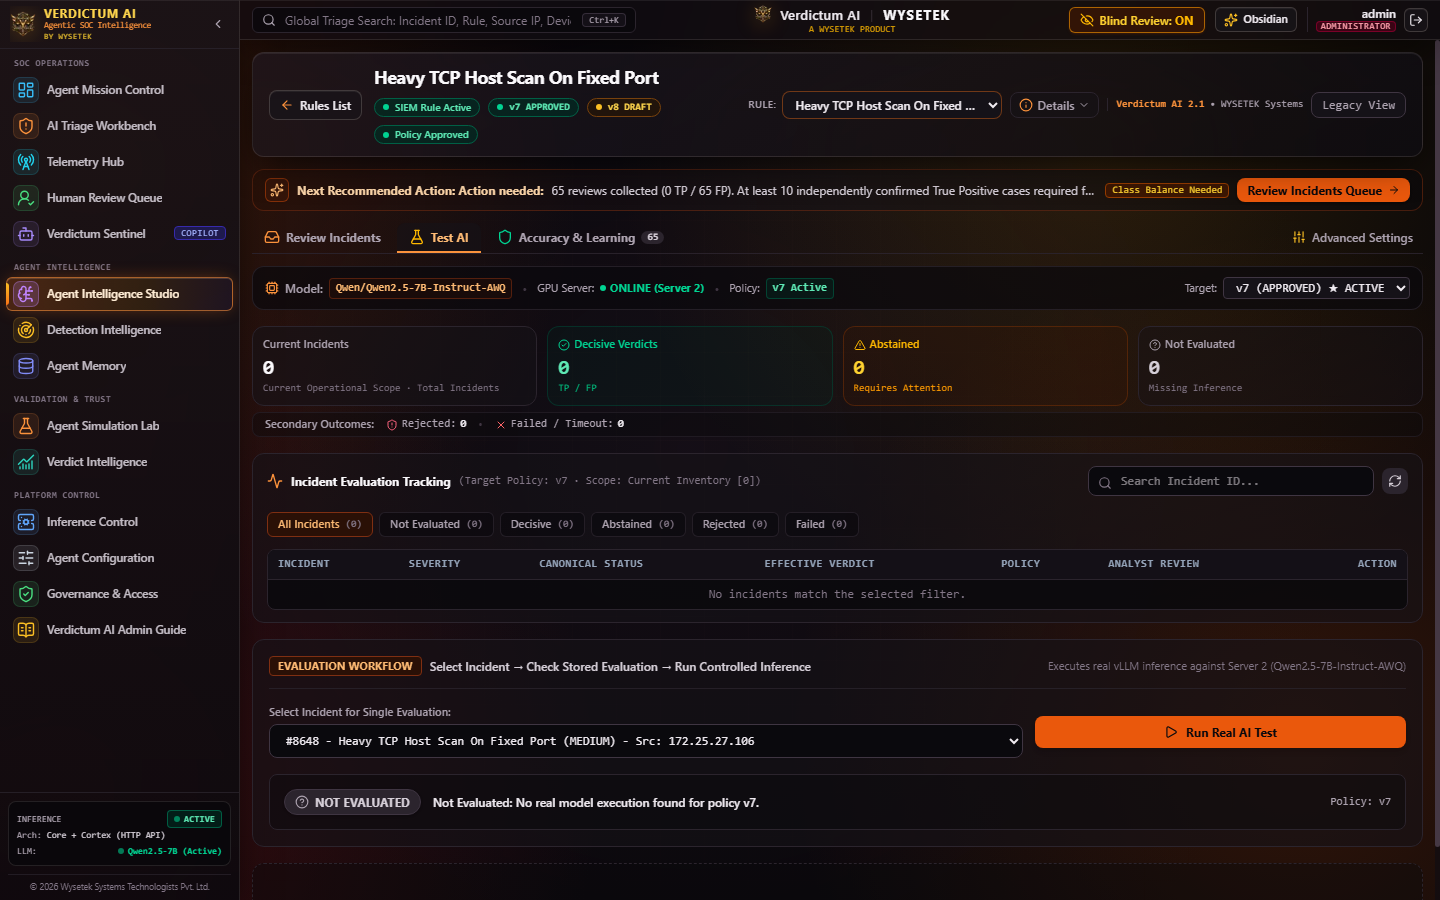 VERDICTUM AI
Agentic SOC Intelligence
BY WYSETEK
Global Triage Search: Incident ID, Rule, Source IP, Devi
Ctrl+K
Verdictum AI
WYSETEK
A WYSETEK PRODUCT
Blind Review: ON
Obsidian
admin
ADMINISTRATOR
SOC OPERATIONS
Agent Mission Control
AI Triage Workbench
Telemetry Hub
Human Review Queue
Verdictum Sentinel
COPILOT
AGENT INTELLIGENCE
Agent Intelligence Studio
Detection Intelligence
Agent Memory
VALIDATION & TRUST
Agent Simulation Lab
Verdict Intelligence
PLATFORM CONTROL
Inference Control
Agent Configuration
Governance & Access
Verdictum AI Admin Guide
INFERENCE
ACTIVE
Arch: Core + Cortex (HTTP API)
LLM:
Qwen2.5-7B (Active)
© 2026 Wysetek Systems Technologists Pvt. Ltd.
Rules List
Heavy TCP Host Scan On Fixed Port
SIEM Rule Active
v7 APPROVED
v8 DRAFT
Policy Approved
RULE:
Heavy TCP Host Scan On Fixed ...
Details
Verdictum AI 2.1 • WYSETEK Systems
Legacy View
Next Recommended Action: Action needed: 65 reviews collected (0 TP / 65 FP). At least 10 independently confirmed True Positive cases required f...
Class Balance Needed
Review Incidents Queue →
Review Incidents
Test AI
Accuracy & Learning
65
Advanced Settings
Model:
Qwen/Qwen2.5-7B-Instruct-AWQ
• GPU Server:
ONLINE (Server 2)
• Policy:
v7 Active
Target:
v7 (APPROVED) ★ ACTIVE
Current Incidents
0
Current Operational Scope · Total Incidents
Decisive Verdicts
0
TP / FP
Abstained
0
Requires Attention
Not Evaluated
0
Missing Inference
Secondary Outcomes:
Rejected: 0
•
Failed / Timeout: 0
Incident Evaluation Tracking
(Target Policy: v7 · Scope: Current Inventory [0])
Search Incident ID...
All Incidents (0)
Not Evaluated (0)
Decisive (0)
Abstained (0)
Rejected (0)
Failed (0)
INCIDENT
SEVERITY
CANONICAL STATUS
EFFECTIVE VERDICT
POLICY
ANALYST REVIEW
ACTION
No incidents match the selected filter.
EVALUATION WORKFLOW
Select Incident → Check Stored Evaluation → Run Controlled Inference
Executes real vLLM inference against Server 2 (Qwen2.5-7B-Instruct-AWQ)
Select Incident for Single Evaluation:
#8648 - Heavy TCP Host Scan On Fixed Port (MEDIUM) - Src: 172.25.27.106
Run Real AI Test
NOT EVALUATED
Not Evaluated: No real model execution found for policy v7.
Policy: v7